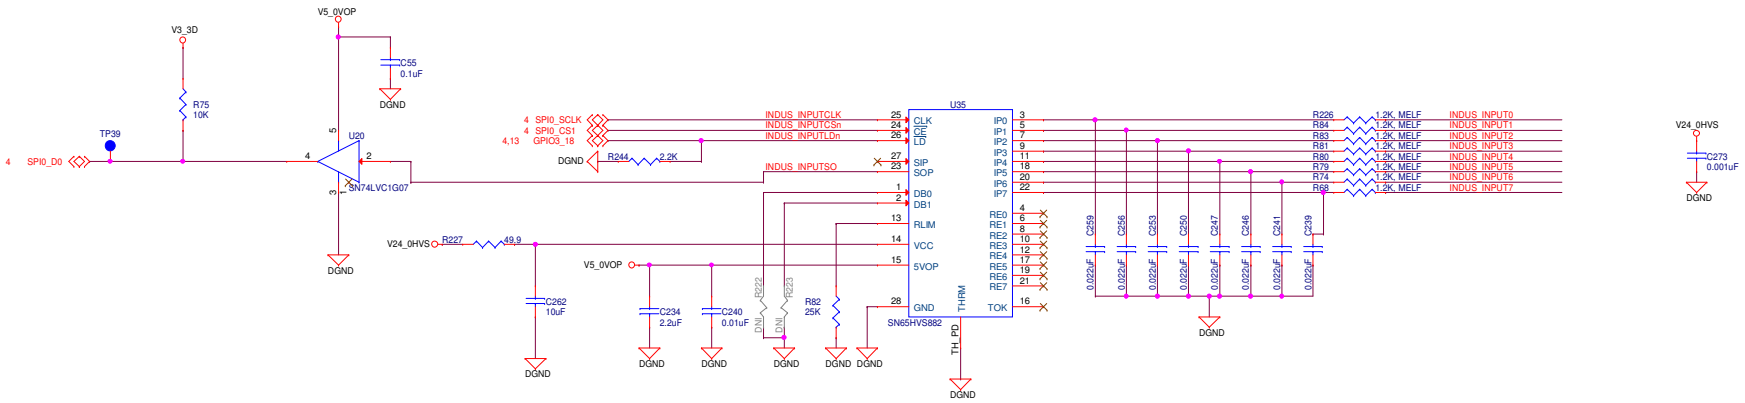 V5_0VOP
V3_3D
C55
0.1uF
DGND
R75
10K
TP39
U20
5
4
2
3
1
SN74LVC1G07
4 SPI0_D0
DGND
U35
4 SPI0_SCLK
4 SPI0_CS1
4,13 GPIO3_18
INDUS_INPUTCLK
INDUS_INPUTCSn
INDUS_INPUTLDn
DGND
R244
2.2K
INDUS_INPUTSO
25 CLK
24 CE
26 LD
27 SIP
23 SOP
1 DB0
2 DB1
13 RLIM
14 VCC
15 5VOP
28 GND
THRM
TH_PD
SN65HVS882
IP0 3
IP1 5
IP2 7
IP3 9
IP4 11
IP5 18
IP6 20
IP7 22
RE0 4
RE1 6
RE2 8
RE3 10
RE4 12
RE5 17
RE6 19
RE7 21
TOK 16
R226 1.2K, MELF INDUS_INPUT0
R84 1.2K, MELF INDUS_INPUT1
R83 1.2K, MELF INDUS_INPUT2
R81 1.2K, MELF INDUS_INPUT3
R80 1.2K, MELF INDUS_INPUT4
R79 1.2K, MELF INDUS_INPUT5
R74 1.2K, MELF INDUS_INPUT6
R68 1.2K, MELF INDUS_INPUT7
V24_0HVS
C273
0.001uF
DGND
V24_0HVS
R227
49.9
V5_0VOP
C262
10uF
DGND
C234
2.2uF
DGND
C240
0.01uF
DGND
R222
DNI
R223
DNI
DGND
R82
25K
DGND
DGND
DGND
C259
0.022uF
C256
0.022uF
C253
0.022uF
C250
0.022uF
C247
0.022uF
C246
0.022uF
C241
0.022uF
C239
0.022uF
DGND